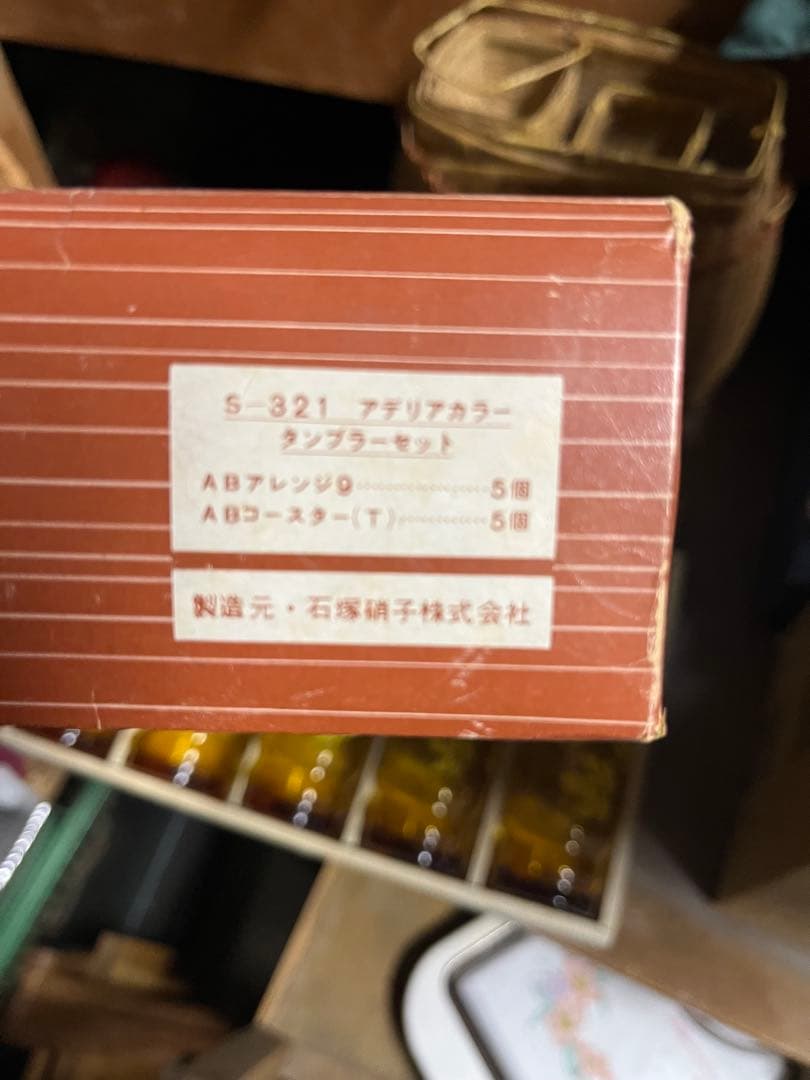 S-321 アデリアカラー
タンブラーセット
ABアレンジ9…………………5個
ABコースター(T)……………5個
製造元・石塚硝子株式会社